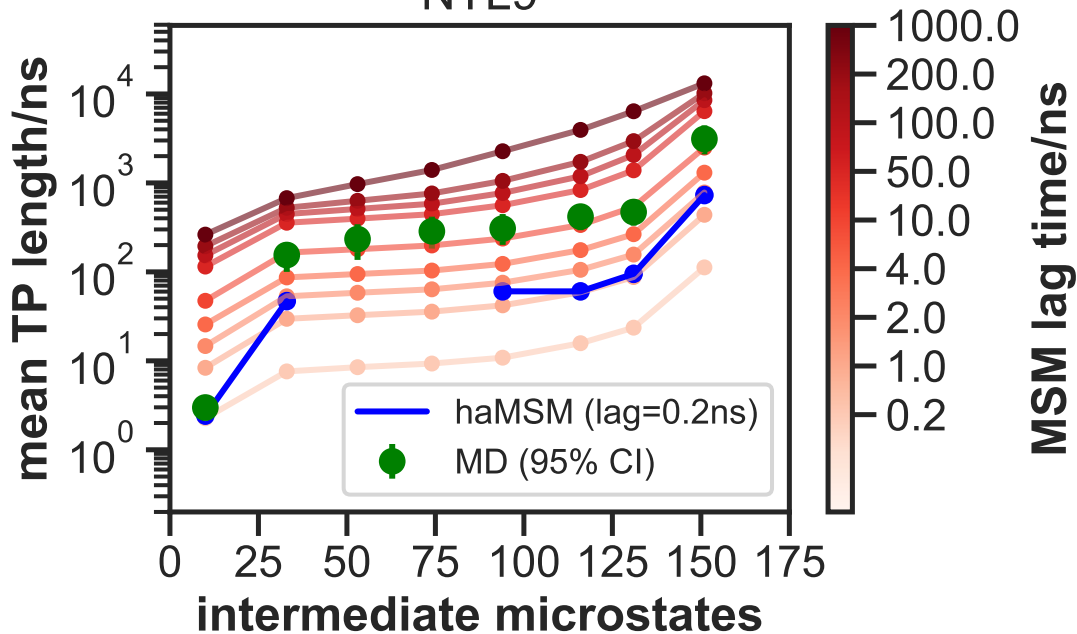 mean TP length/ns
10^4
10^3
10^2
10^1
10^0
haMSM (lag=0.2ns)
MD (95% CI)
0 25 50 75 100 125 150 175
intermediate microstates
1000.0
200.0
100.0
50.0
10.0
4.0
2.0
1.0
0.2
MSM lag time/ns